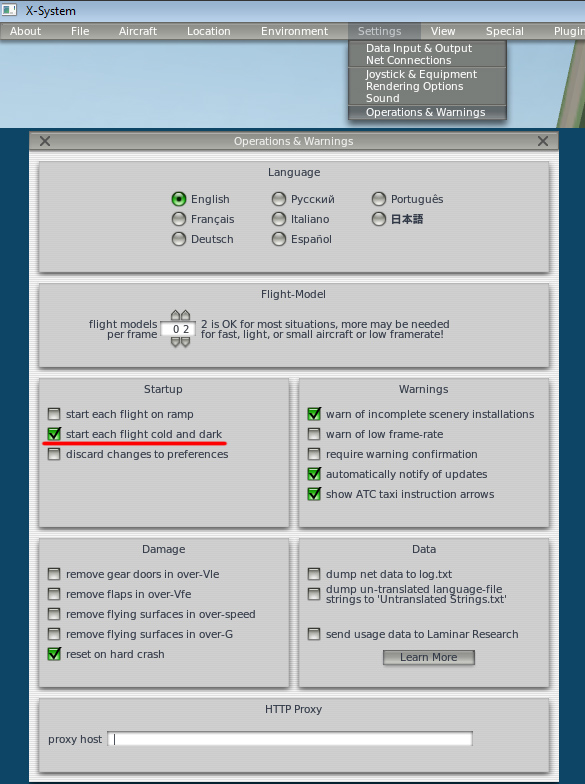 X-System
About File Aircraft Location Environment Settings View Special Plugin
Data Input & Output
Net Connections
Joystick & Equipment
Rendering Options
Sound
Operations & Warnings
Operations & Warnings
Language
English Русский Português
Français Italiano 日本語
Deutsch Español
Flight-Model
flight models
per frame
0 2
2 is OK for most situations, more may be needed
for fast, light, or small aircraft or low framerate!
Startup
start each flight on ramp
start each flight cold and dark
discard changes to preferences
Warnings
warn of incomplete scenery installations
warn of low frame-rate
require warning confirmation
automatically notify of updates
show ATC taxi instruction arrows
Damage
remove gear doors in over-Vle
remove flaps in over-Vfe
remove flying surfaces in over-speed
remove flying surfaces in over-G
reset on hard crash
Data
dump net data to log.txt
dump un-translated language-file
strings to 'Untranslated Strings.txt'
send usage data to Laminar Research
Learn More
HTTP Proxy
proxy host